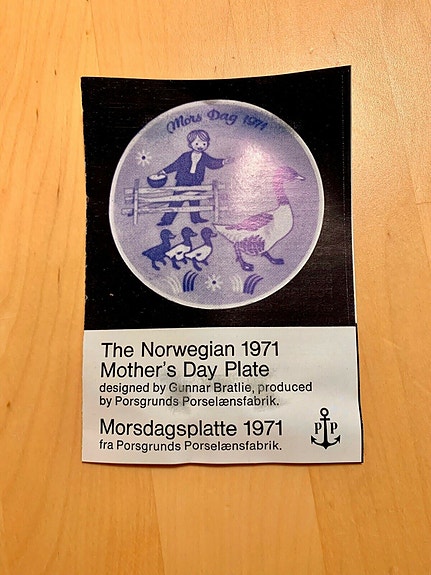 Mors Dag 1971
The Norwegian 1971
Mother's Day Plate
designed by Gunnar Bratlie, produced
by Porsgrunds Porselænsfabrik.
Morsdagsplatte 1971
fra Porsgrunds Porselænsfabrik.
P P